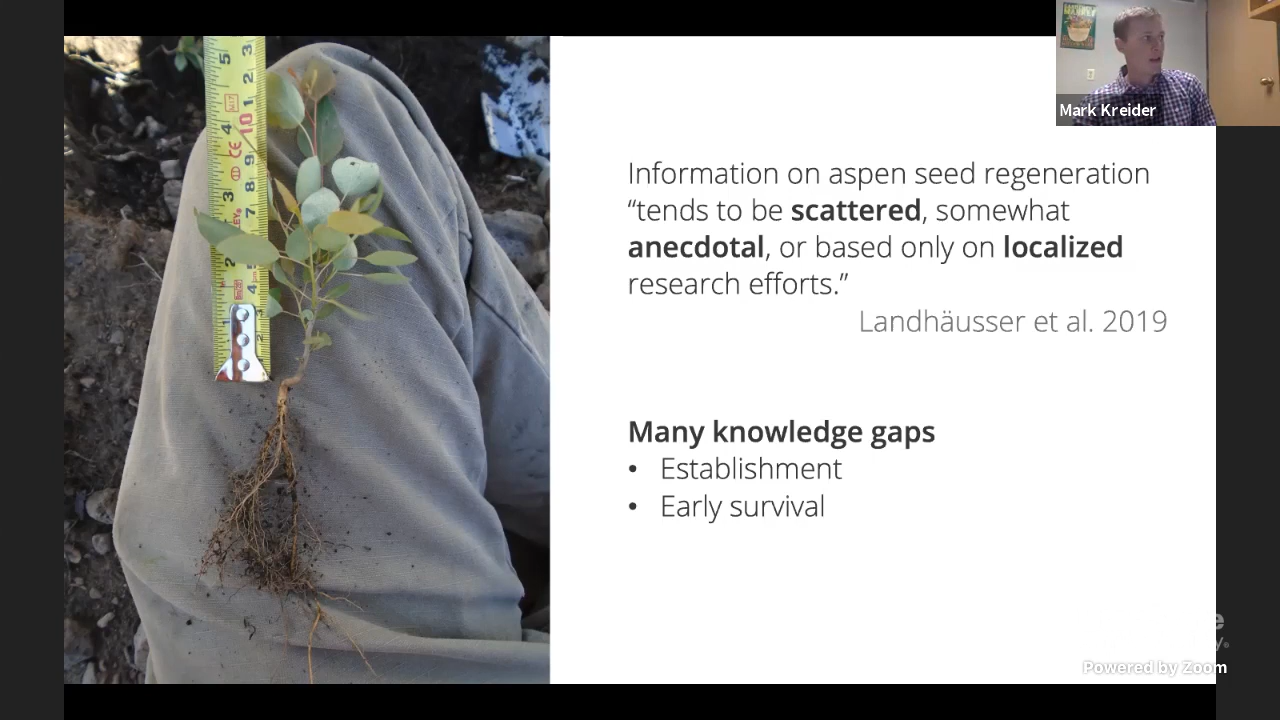 Mark Kreider
Information on aspen seed regeneration
“tends to be scattered, somewhat
anecdotal, or based only on localized
research efforts.”
Landhäusser et al. 2019
Many knowledge gaps
• Establishment
• Early survival
Powered by Zoom